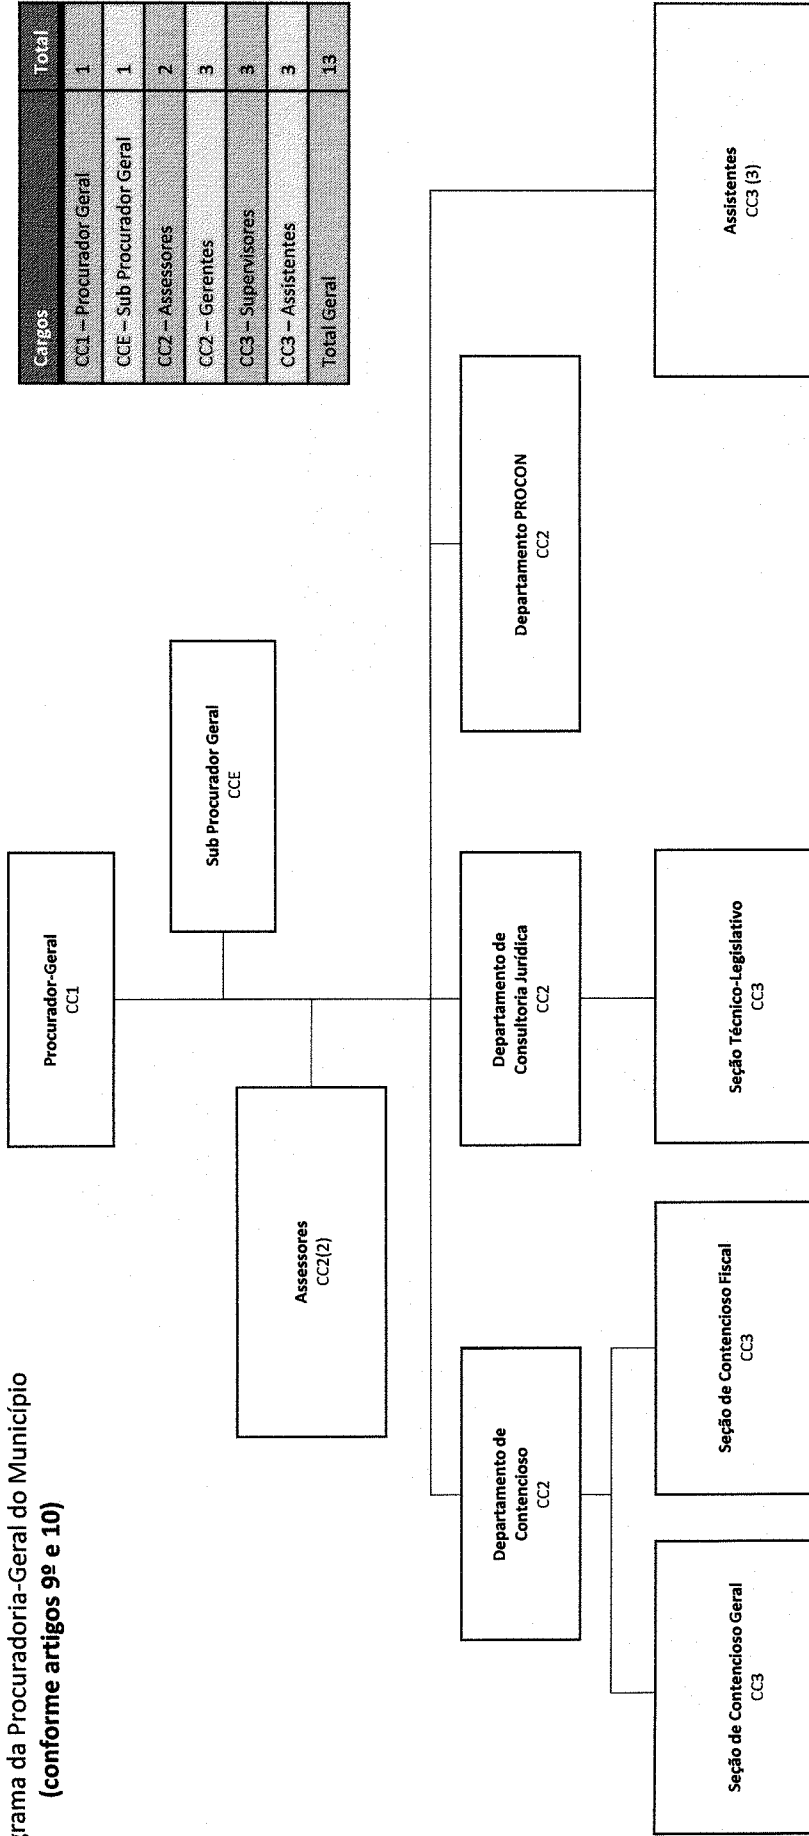 grama da Procuradoria-Geral do Município
(conforme artigos 9º e 10)
Cargos Total
CC1 – Procurador Geral 1
CCE – Sub Procurador Geral 1
CC2 – Assessores 2
CC2 – Gerentes 3
CC3 – Supervisores 3
CC3 – Assistentes 3
Total Geral 13
Procurador-Geral
CC1
Sub Procurador Geral
CCE
Assessores
CC2(2)
Departamento de
Contencioso
CC2
Departamento de
Consultoria Jurídica
CC2
Departamento PROCON
CC2
Seção de Contencioso Geral
CC3
Seção de Contencioso Fiscal
CC3
Seção Técnico-Legislativo
CC3
Assistentes
CC3 (3)